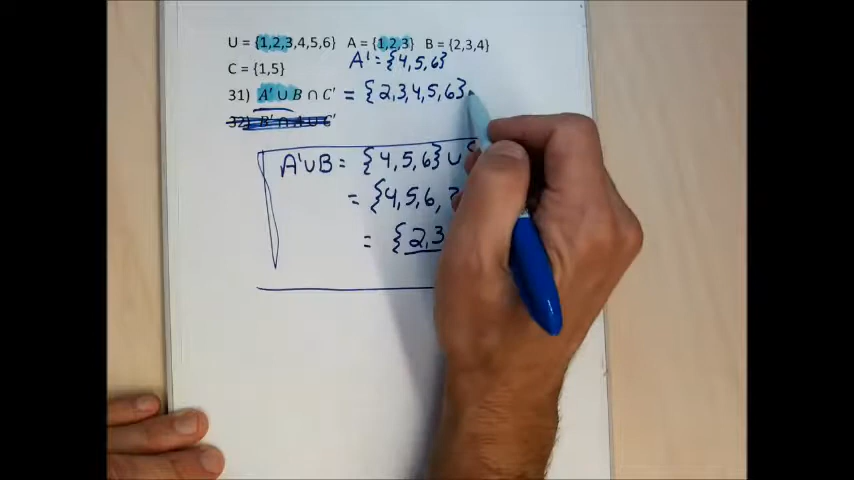 U = {1,2,3,4,5,6} A = {1,2,3} B = {2,3,4}
A' = {4,5,6}
C = {1,5}
31) A' ∪ B ∩ C' = {2,3,4,5,6}
32) B' ∩ A ∪ C'
A'∪B = {4,5,6} ∪
= {4,5,6,
= {2,3